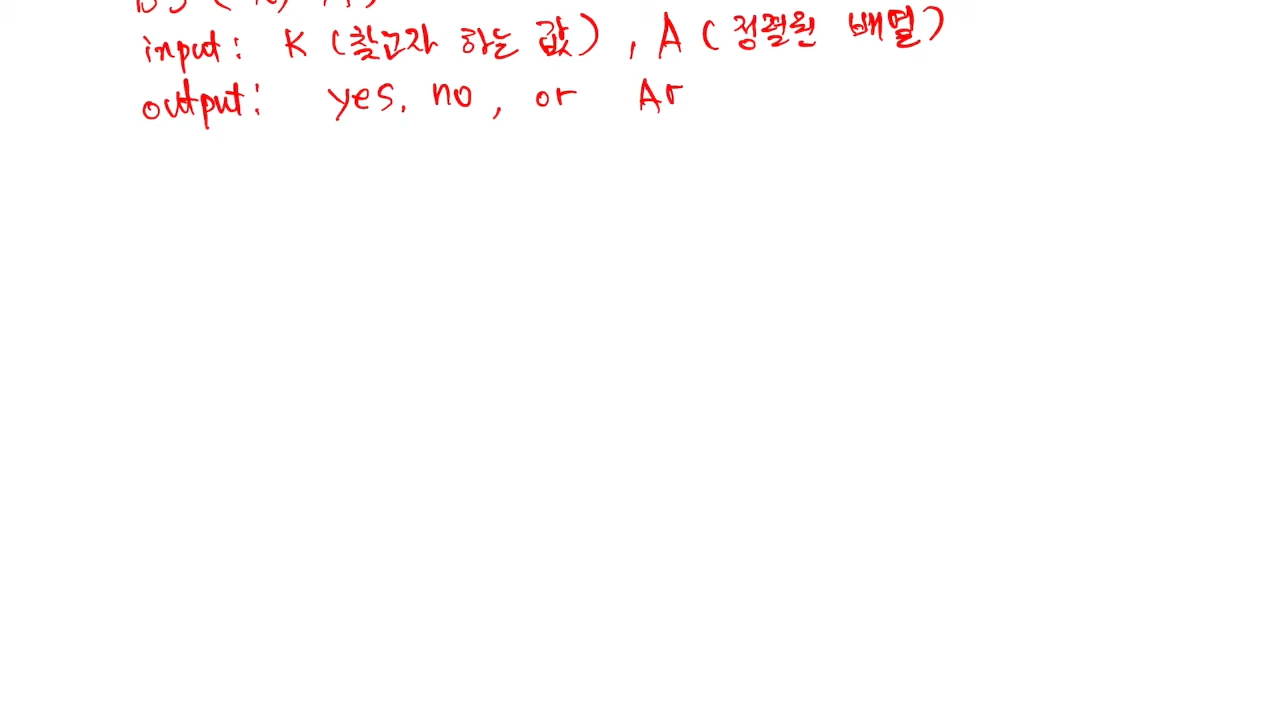 input: K (찾고자 하는 값), A (정렬된 배열)
output: yes, no, or Ar